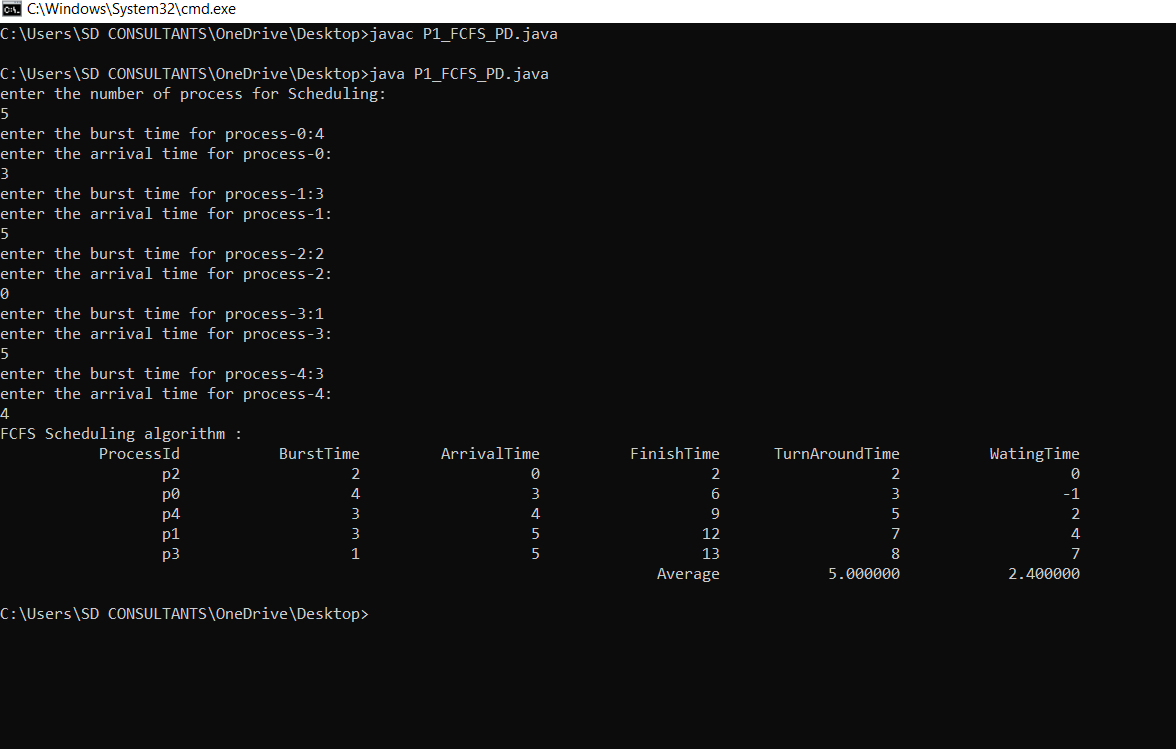 C:\Windows\System32\cmd.exe
C:\Users\SD CONSULTANTS\OneDrive\Desktop>javac P1_FCFS_PD.java
C:\Users\SD CONSULTANTS\OneDrive\Desktop>java P1_FCFS_PD.java
enter the number of process for Scheduling:
5
enter the burst time for process-0:4
enter the arrival time for process-0:
3
enter the burst time for process-1:3
enter the arrival time for process-1:
5
enter the burst time for process-2:2
enter the arrival time for process-2:
0
enter the burst time for process-3:1
enter the arrival time for process-3:
5
enter the burst time for process-4:3
enter the arrival time for process-4:
4
FCFS Scheduling algorithm :
ProcessId BurstTime ArrivalTime FinishTime TurnAroundTime WatingTime
p2 2 0 2 2 0
p0 4 3 6 3 -1
p4 3 4 9 5 2
p1 3 5 12 7 4
p3 1 5 13 8 7
Average 5.000000 2.400000
C:\Users\SD CONSULTANTS\OneDrive\Desktop>